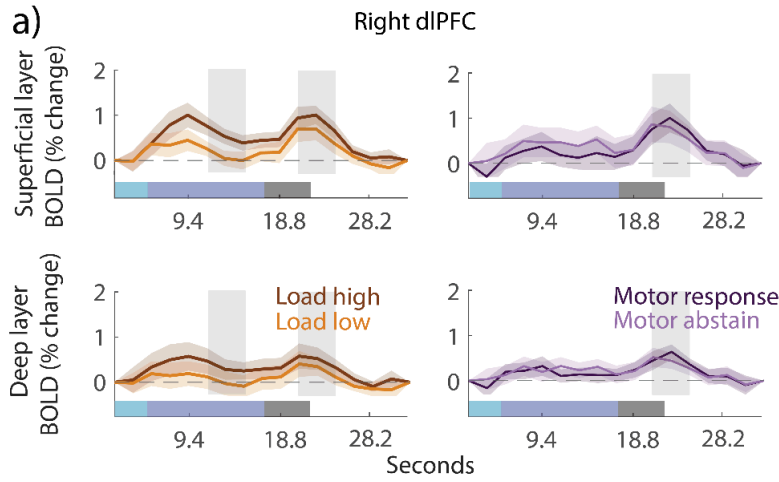 a)
Right dlPFC
Superficial layer
BOLD (% change)
2
1
0
9.4
18.8
28.2
2
1
0
9.4
18.8
28.2
Deep layer
BOLD (% change)
2
1
0
Load high
Load low
9.4
18.8
28.2
2
1
0
Motor response
Motor abstain
9.4
18.8
28.2
Seconds